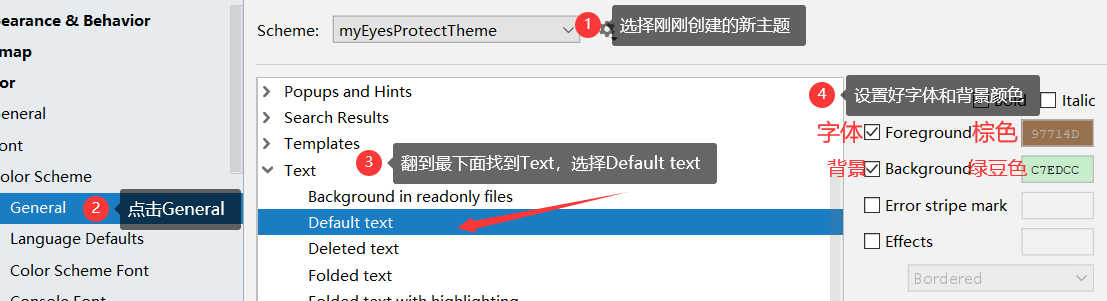 pearance & Behavior
map
or
General
ont
Color Scheme
General
2 点击General
Language Defaults
Color Scheme Font
Console Font
Scheme: myEyesProtectTheme
1 选择刚刚创建的新主题
Popups and Hints
Search Results
Templates
Text
3 翻到最下面找到Text，选择Default text
Background in readonly files
Default text
Deleted text
Folded text
Folded text with highlighting
4 设置好字体和背景颜色
Bold Italic
字体 Foreground 棕色 97714D
背景 Background 绿豆色 C7EDCC
Error stripe mark
Effects
Bordered